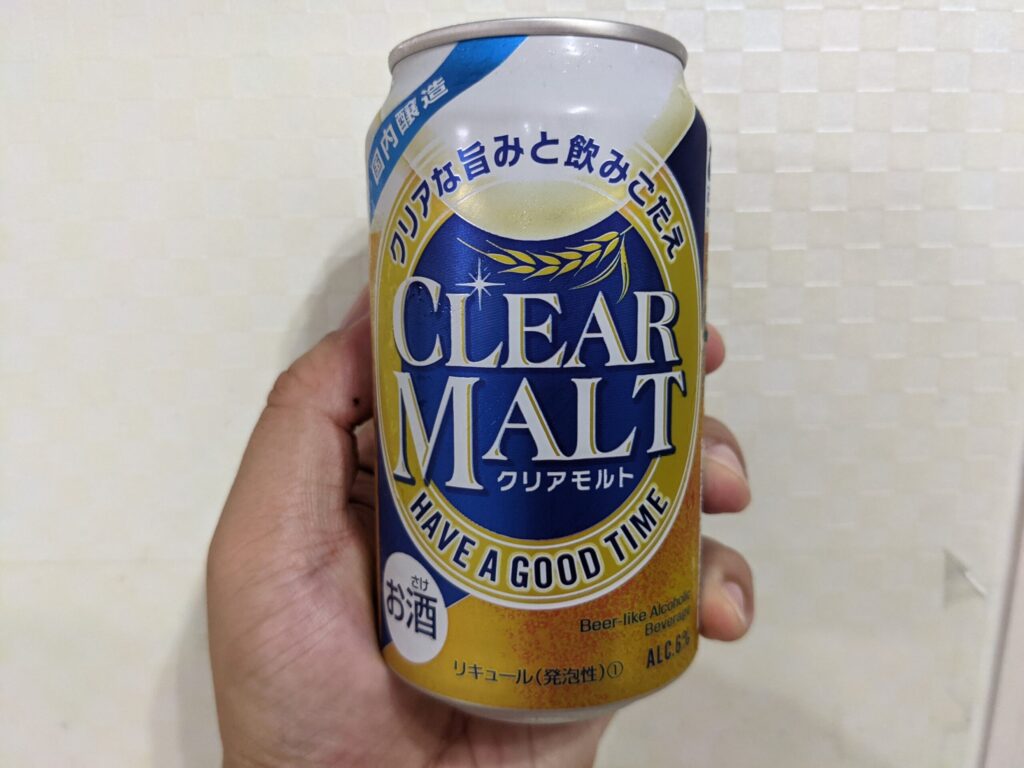 国内醸造
クリアな旨みと飲みごたえ
CLEAR
MALT
クリアモルト
HAVE A GOOD TIME
さけ
お酒
Beer-like Alcoholic
Beverage
ALC.6%
リキュール(発泡性)①